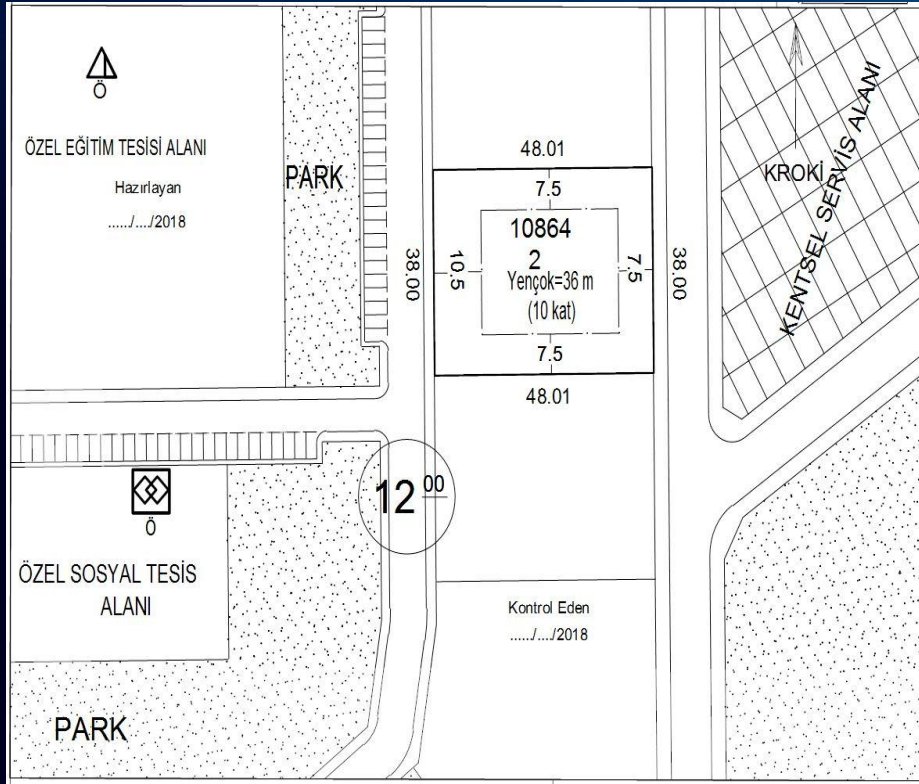 Ö
ÖZEL EĞİTİM TESİSİ ALANI
Hazırlayan
....../..../2018
PARK
48.01
7.5
10864
2
Yençok=36 m
(10 kat)
38.00
10.5
7.5
38.00
7.5
48.01
KROKİ
KENTSEL SERVİS ALANI
12 00
Ö
ÖZEL SOSYAL TESİS
ALANI
Kontrol Eden
....../..../2018
PARK